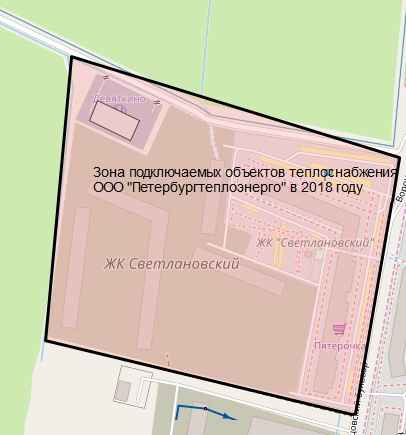 Девяткино
Зона подключаемых объектов теплоснабжения
ООО "Петербургтеплоэнерго" в 2018 году
ЖК "Светлановский"
ЖК Светлановский
Пятёрочка